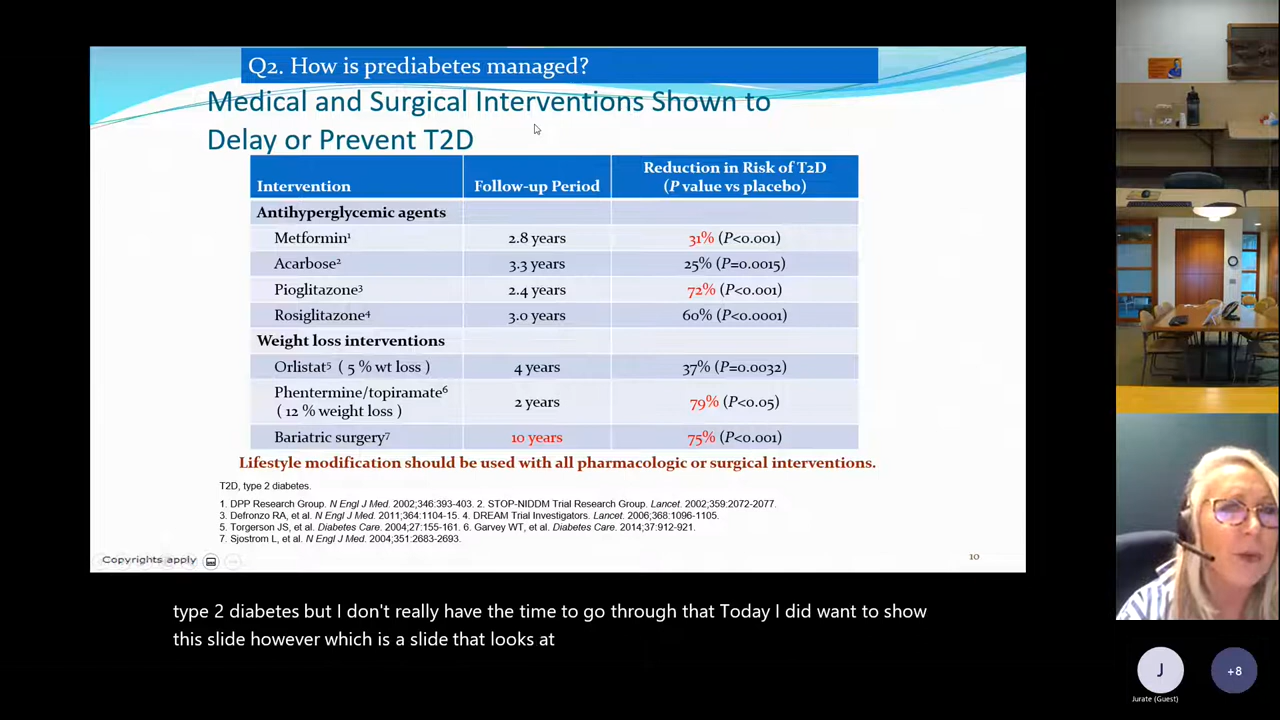 Q2. How is prediabetes managed?
Medical and Surgical Interventions Shown to
Delay or Prevent T2D
Intervention
Follow-up Period
Reduction in Risk of T2D
(P value vs placebo)
Antihyperglycemic agents
Metformin¹ 2.8 years 31% (P<0.001)
Acarbose² 3.3 years 25% (P=0.0015)
Pioglitazone³ 2.4 years 72% (P<0.001)
Rosiglitazone⁴ 3.0 years 60% (P<0.0001)
Weight loss interventions
Orlistat⁵ ( 5 % wt loss ) 4 years 37% (P=0.0032)
Phentermine/topiramate⁶
( 12 % weight loss ) 2 years 79% (P<0.05)
Bariatric surgery⁷ 10 years 75% (P<0.001)
Lifestyle modification should be used with all pharmacologic or surgical interventions.
T2D, type 2 diabetes.
1. DPP Research Group. N Engl J Med. 2002;346:393-403. 2. STOP-NIDDM Trial Research Group. Lancet. 2002;359:2072-2077.
3. Defronzo RA, et al. N Engl J Med. 2011;364:1104-15. 4. DREAM Trial Investigators. Lancet. 2006;368:1096-1105.
5. Torgerson JS, et al. Diabetes Care. 2004;27:155-161. 6. Garvey WT, et al. Diabetes Care. 2014;37:912-921.
7. Sjostrom L, et al. N Engl J Med. 2004;351:2683-2693.
Copyrights apply
10
type 2 diabetes but I don't really have the time to go through that Today I did want to show
this slide however which is a slide that looks at
J
+8
Jurate (Guest)